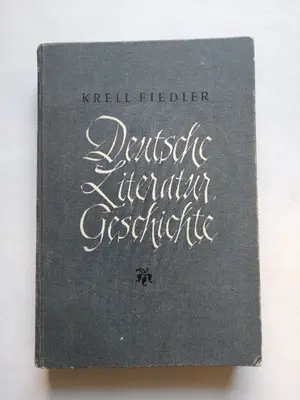 KRELL-FIEDLER
Deutsche
Literatur
Geschichte